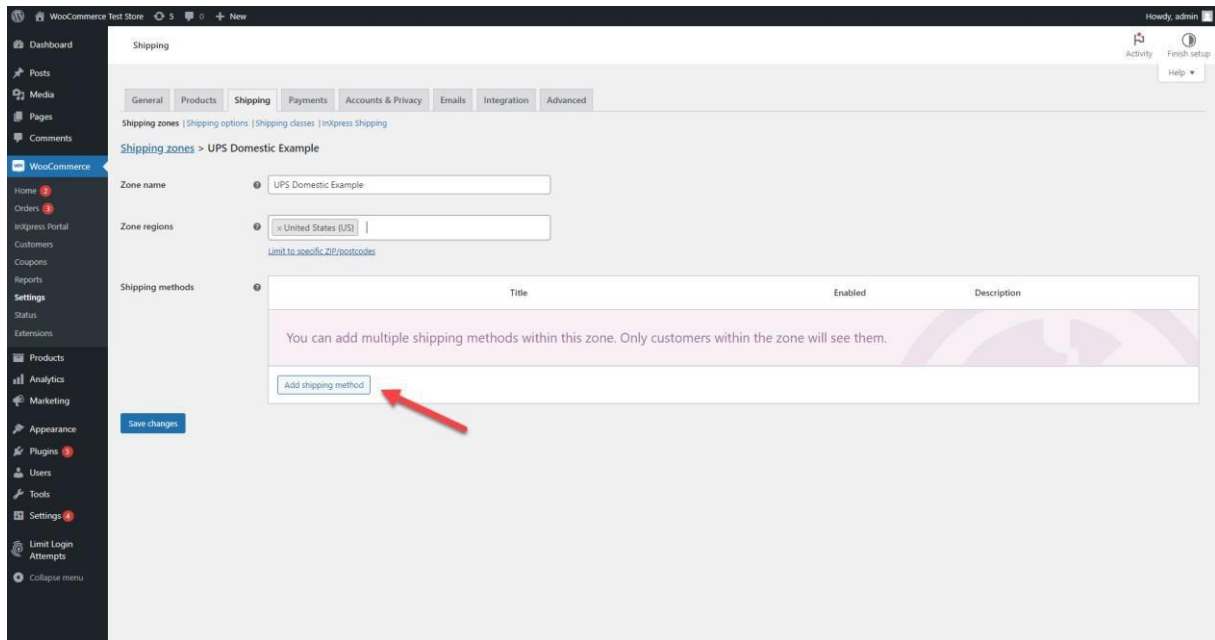 WooCommerce Test Store 5 0 + New
Howdy, admin
Dashboard
Posts
Media
Pages
Comments
WooCommerce
Home 2
Orders 3
InXpress Portal
Customers
Coupons
Reports
Settings
Status
Extensions
Products
Analytics
Marketing
Appearance
Plugins 3
Users
Tools
Settings 4
Limit Login
Attempts
Collapse menu
Shipping
Activity
Finish setup
Help ▼
General Products Shipping Payments Accounts & Privacy Emails Integration Advanced
Shipping zones | Shipping options | Shipping classes | InXpress Shipping
Shipping zones > UPS Domestic Example
Zone name UPS Domestic Example
Zone regions × United States (US)
Limit to specific ZIP/postcodes
Shipping methods Title Enabled Description
You can add multiple shipping methods within this zone. Only customers within the zone will see them.
Add shipping method
Save changes